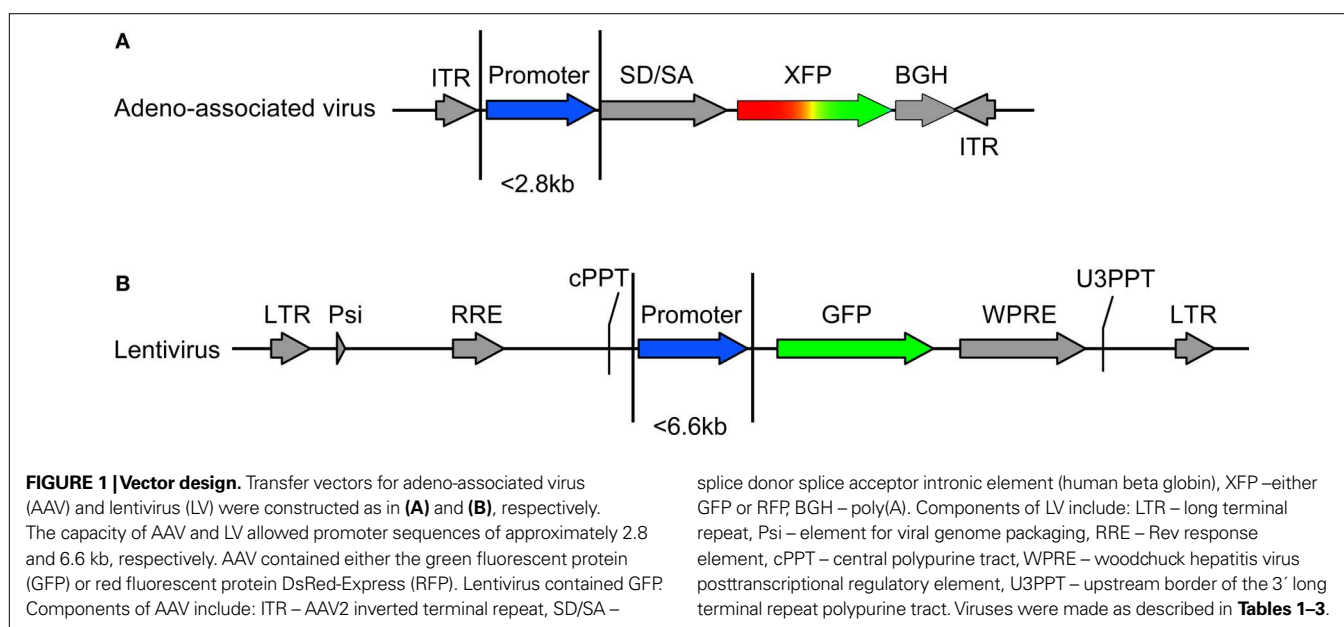 A
ITR Promoter SD/SA XFP BGH
Adeno-associated virus
ITR
<2.8kb
B
cPPT U3PPT
LTR Psi RRE Promoter GFP WPRE LTR
Lentivirus
<6.6kb
FIGURE 1 | Vector design. Transfer vectors for adeno-associated virus
(AAV) and lentivirus (LV) were constructed as in (A) and (B), respectively.
The capacity of AAV and LV allowed promoter sequences of approximately 2.8
and 6.6 kb, respectively. AAV contained either the green fluorescent protein
(GFP) or red fluorescent protein DsRed-Express (RFP). Lentivirus contained GFP.
Components of AAV include: ITR – AAV2 inverted terminal repeat, SD/SA –
splice donor splice acceptor intronic element (human beta globin), XFP –either
GFP or RFP, BGH – poly(A). Components of LV include: LTR – long terminal
repeat, Psi – element for viral genome packaging, RRE – Rev response
element, cPPT – central polypurine tract, WPRE – woodchuck hepatitis virus
posttranscriptional regulatory element, U3PPT – upstream border of the 3´ long
terminal repeat polypurine tract. Viruses were made as described in Tables 1–3.